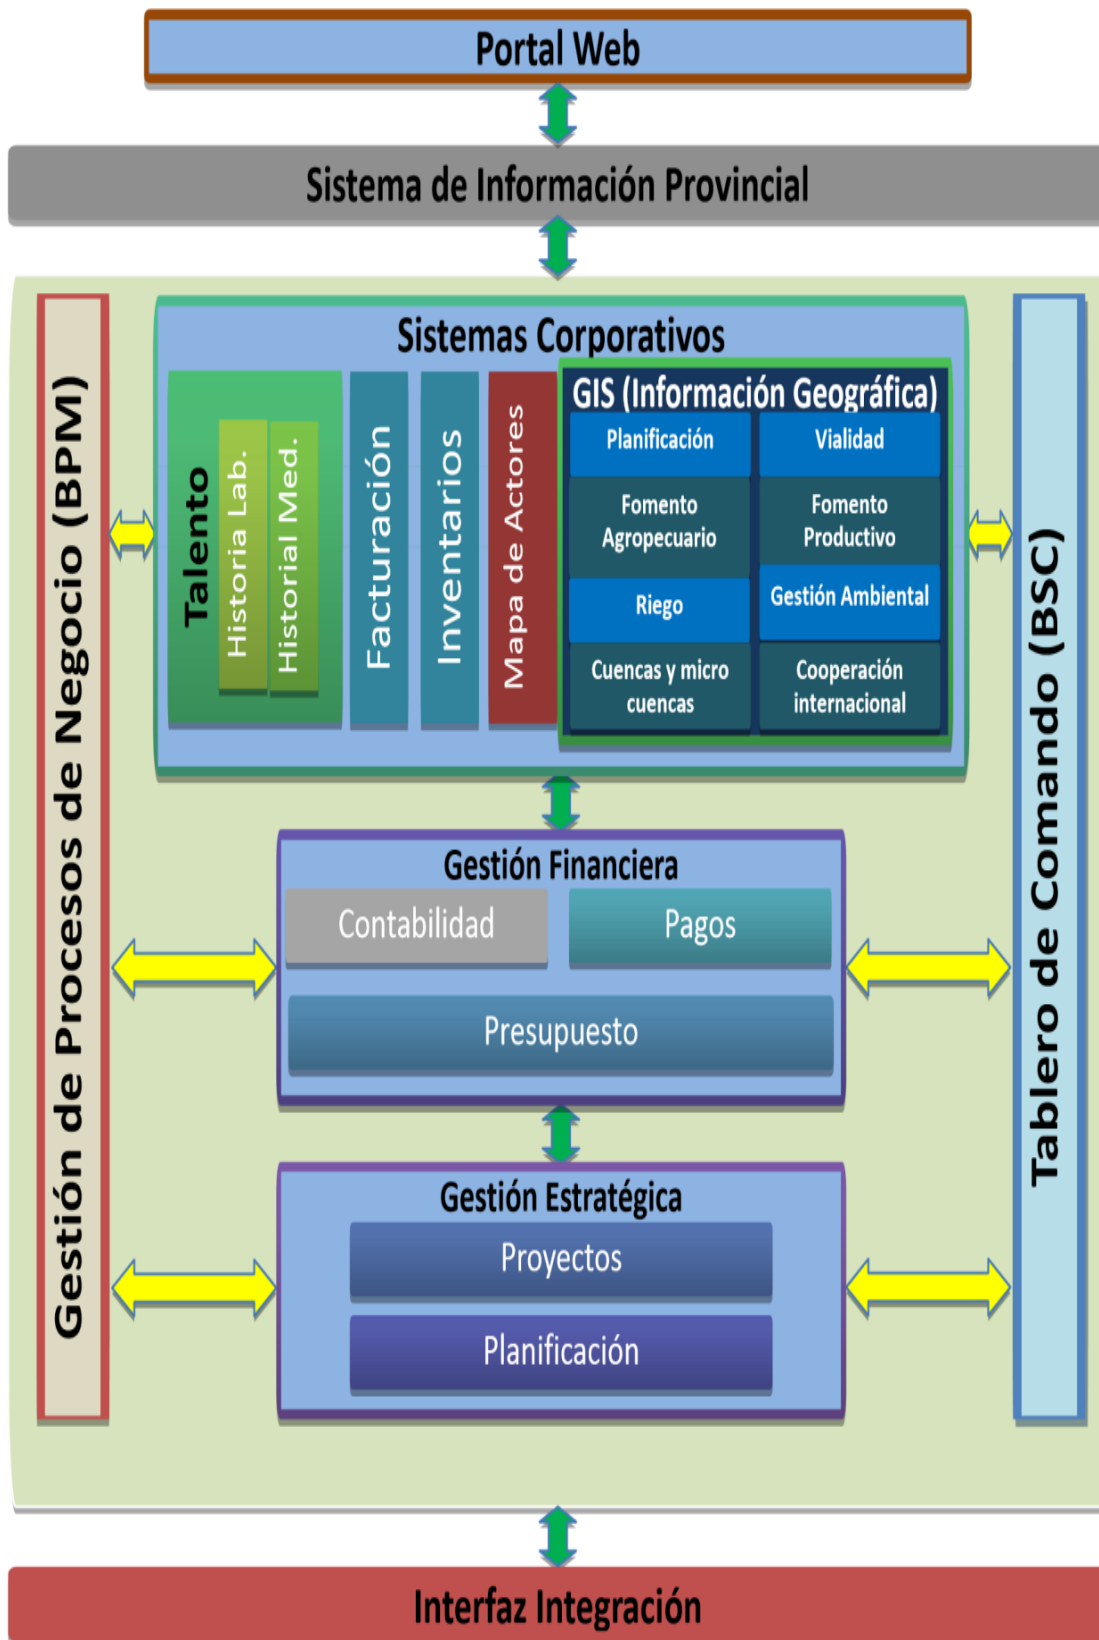 Portal Web
Sistema de Información Provincial
Gestión de Procesos de Negocio (BPM)
Sistemas Corporativos
Talento
Historia Lab.
Historial Med.
Facturación
Inventarios
Mapa de Actores
GIS (Información Geográfica)
Planificación
Vialidad
Fomento
Agropecuario
Fomento
Productivo
Riego
Gestión Ambiental
Cuencas y micro
cuencas
Cooperación
internacional
Gestión Financiera
Contabilidad
Pagos
Presupuesto
Gestión Estratégica
Proyectos
Planificación
Tablero de Comando (BSC)
Interfaz Integración